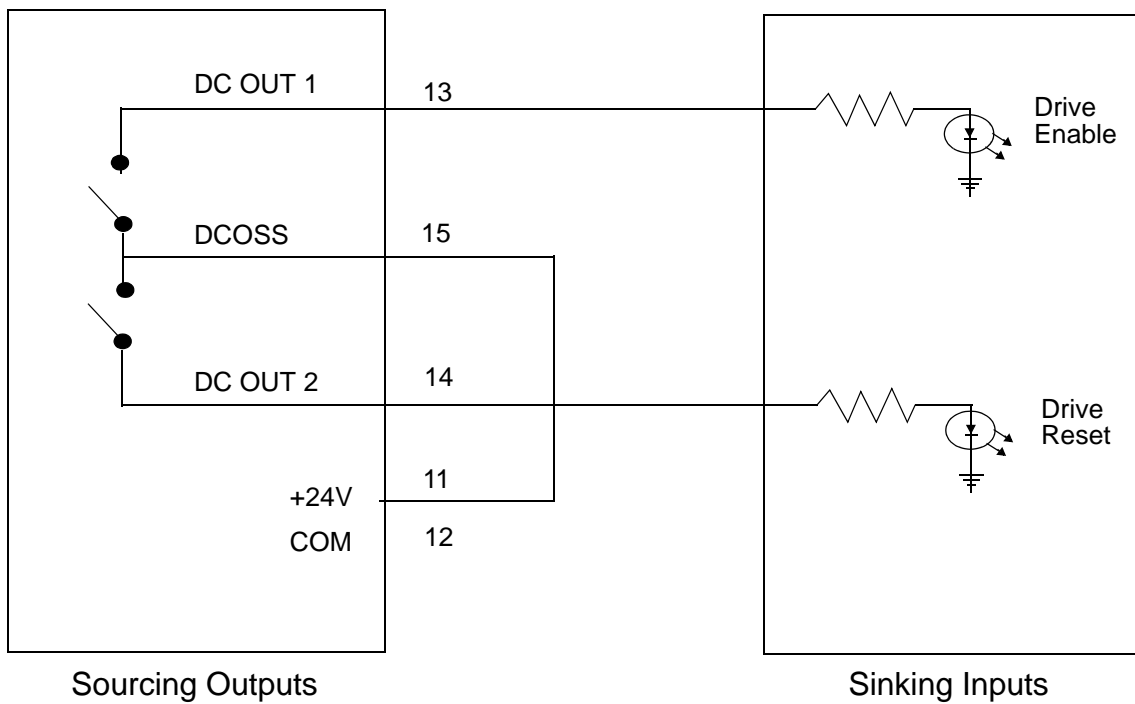 DC OUT 1
13
Drive
Enable
DCOSS
15
DC OUT 2
14
Drive
Reset
+24V
11
COM
12
Sourcing Outputs
Sinking Inputs